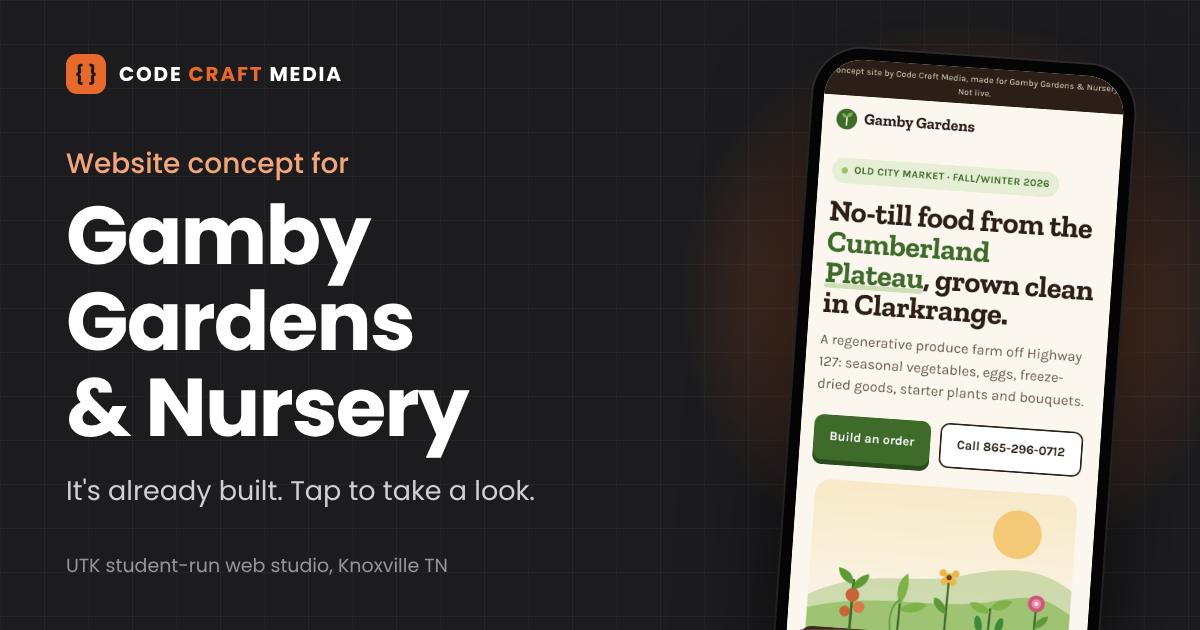 { } CODE CRAFT MEDIA
Website concept for
Gamby
Gardens
& Nursery
It's already built. Tap to take a look.
UTK student-run web studio, Knoxville TN
concept site by Code Craft Media, made for Gamby Gardens & Nursery
Not live.
Gamby Gardens
OLD CITY MARKET · FALL/WINTER 2026
No-till food from the
Cumberland
Plateau, grown clean
in Clarkrange.
A regenerative produce farm off Highway
127: seasonal vegetables, eggs, freeze-
dried goods, starter plants and bouquets.
Build an order
Call 865-296-0712